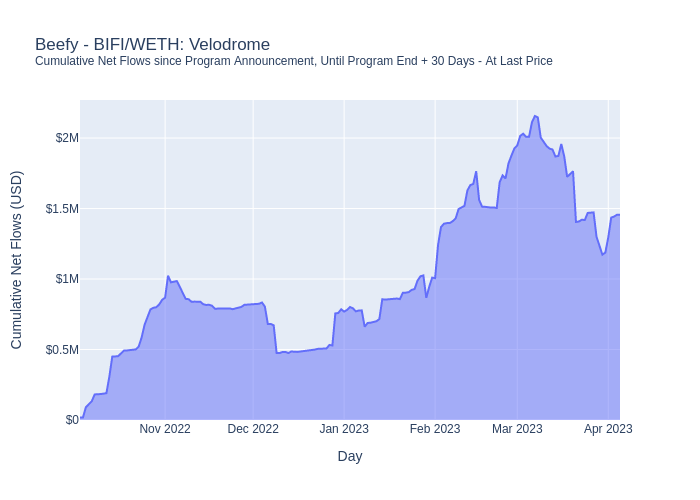 Beefy - BIFI/WETH: Velodrome
Cumulative Net Flows since Program Announcement, Until Program End + 30 Days - At Last Price
Cumulative Net Flows (USD)
$2M
$1.5M
$1M
$0.5M
$0
Nov 2022
Dec 2022
Jan 2023
Feb 2023
Mar 2023
Apr 2023
Day